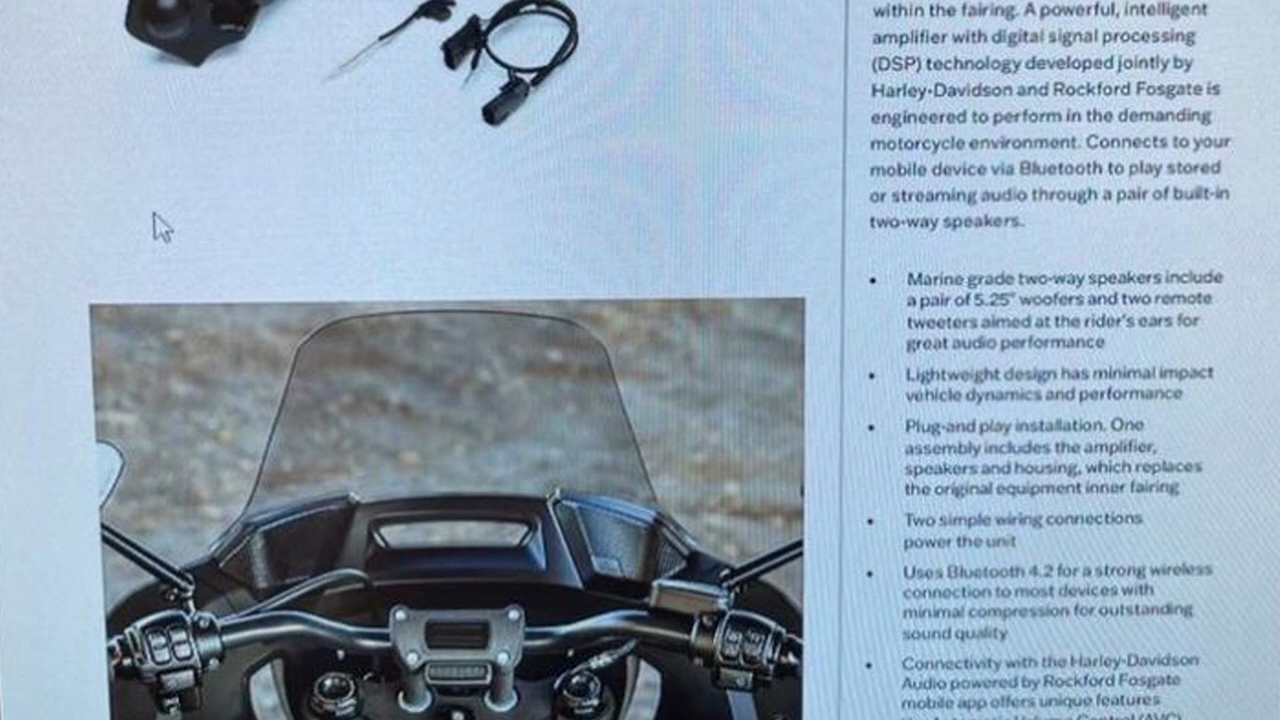 within the fairing. A powerful, intelligent
amplifier with digital signal processing
(DSP) technology developed jointly by
Harley-Davidson and Rockford Fosgate is
engineered to perform in the demanding
motorcycle environment. Connects to your
mobile device via Bluetooth to play stored
or streaming audio through a pair of built-in
two-way speakers.
• Marine grade two-way speakers include
a pair of 5.25" woofers and two remote
tweeters aimed at the rider's ears for
great audio performance
• Lightweight design has minimal impact
vehicle dynamics and performance
• Plug-and play installation. One
assembly includes the amplifier,
speakers and housing, which replaces
the original equipment inner fairing
• Two simple wiring connections
power the unit
• Uses Bluetooth 4.2 for a strong wireless
connection to most devices with
minimal compression for outstanding
sound quality
• Connectivity with the Harley-Davidson
Audio powered by Rockford Fosgate
mobile app offers unique features